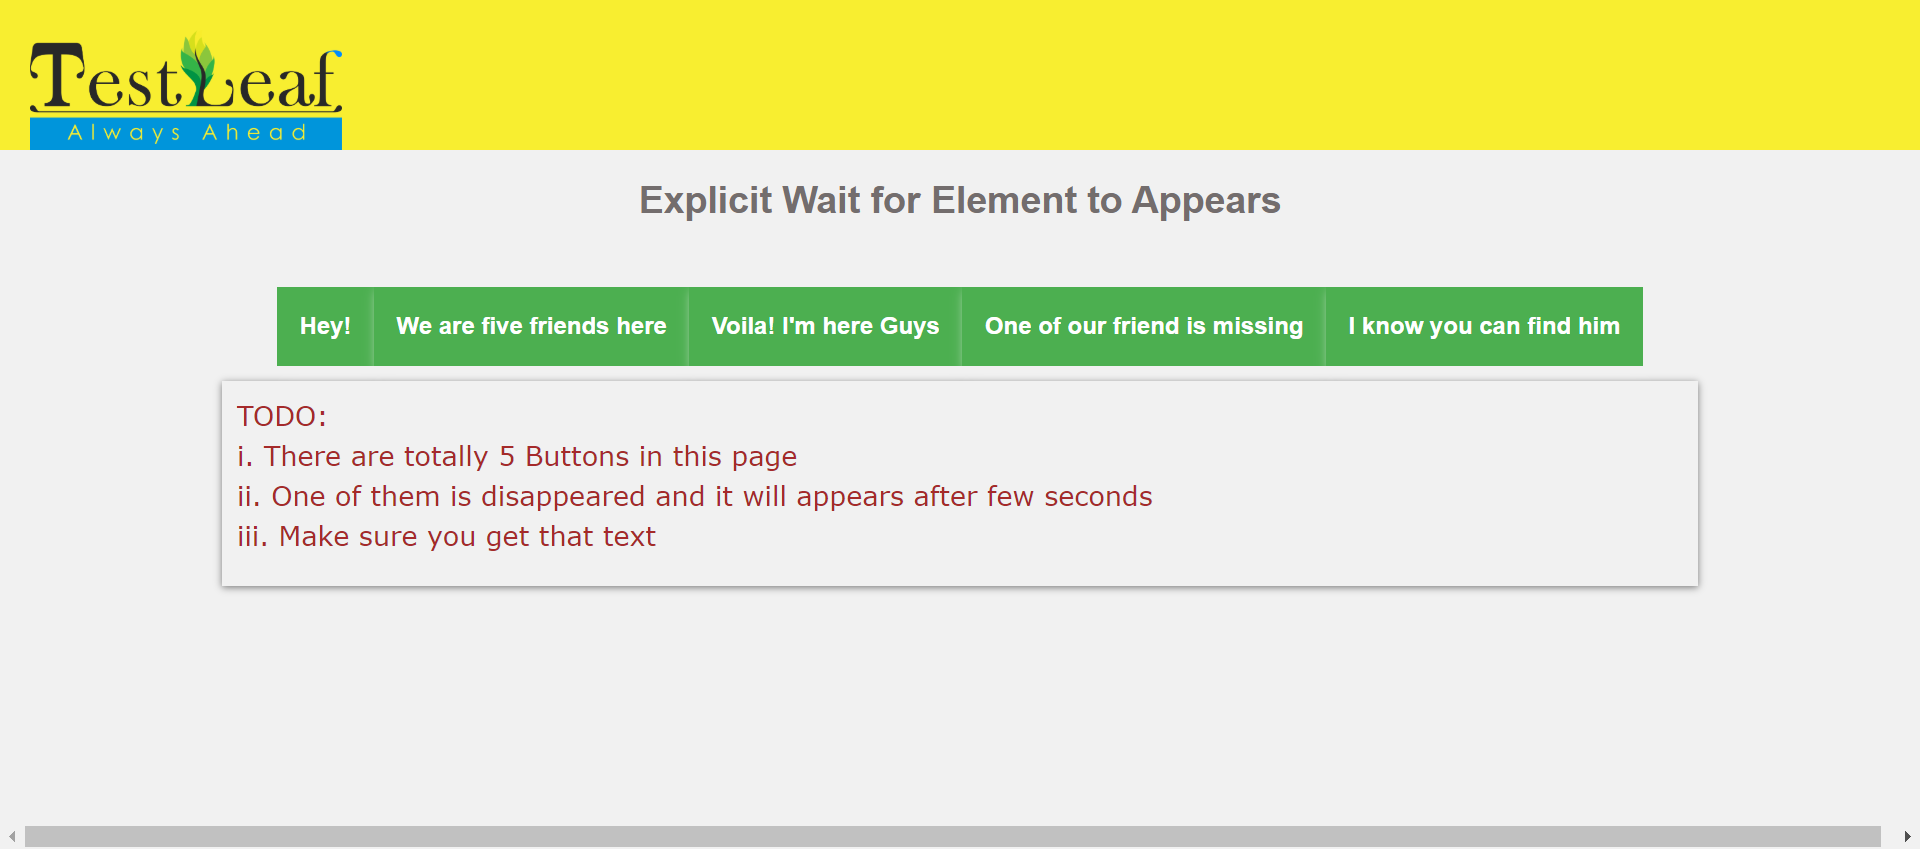 TestLeaf
Always Ahead
Explicit Wait for Element to Appears
Hey! We are five friends here Voila! I'm here Guys One of our friend is missing I know you can find him
TODO:
i. There are totally 5 Buttons in this page
ii. One of them is disappeared and it will appears after few seconds
iii. Make sure you get that text